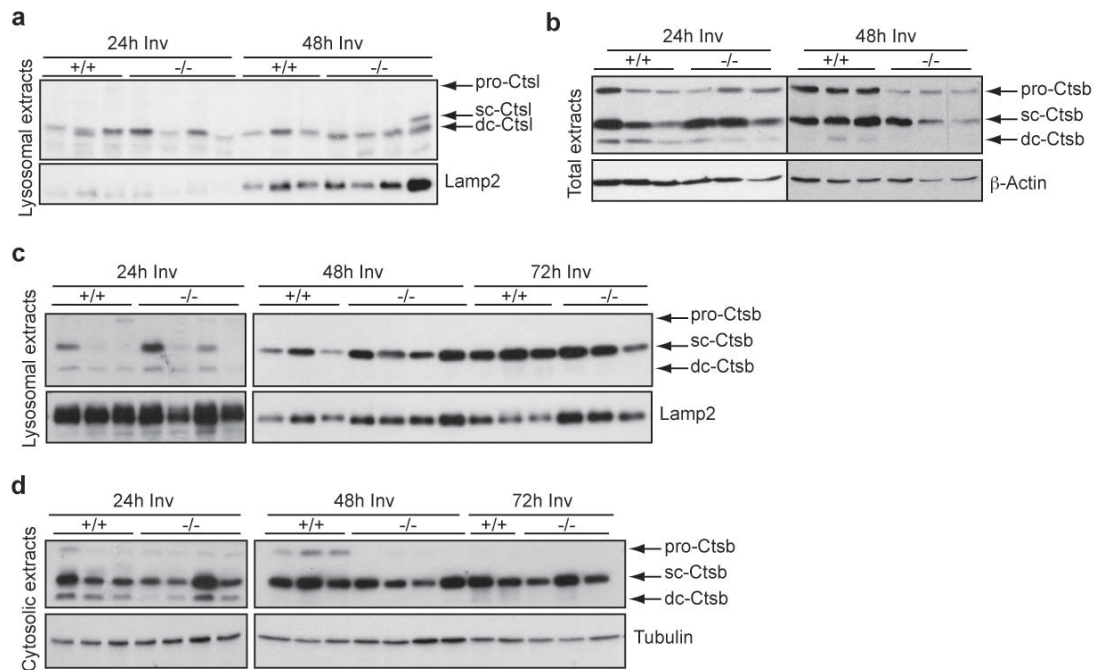 a
24h Inv 48h Inv
+/+ -/- +/+ -/-
Lysosomal extracts
pro-Ctsl
sc-Ctsl
dc-Ctsl
Lamp2
b
24h Inv 48h Inv
+/+ -/- +/+ -/-
Total extracts
pro-Ctsb
sc-Ctsb
dc-Ctsb
β-Actin
c
24h Inv 48h Inv 72h Inv
+/+ -/- +/+ -/- +/+ -/-
Lysosomal extracts
pro-Ctsb
sc-Ctsb
dc-Ctsb
Lamp2
d
24h Inv 48h Inv 72h Inv
+/+ -/- +/+ -/- +/+ -/-
Cytosolic extracts
pro-Ctsb
sc-Ctsb
dc-Ctsb
Tubulin